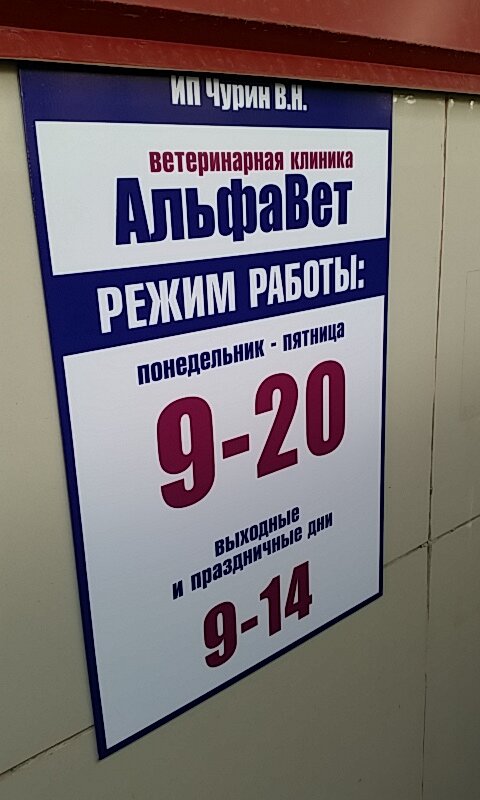 ИП Чурин В.Н.
ветеринарная клиника
АльфаВет
РЕЖИМ РАБОТЫ:
понедельник - пятница
9-20
выходные
и праздничные дни
9-14